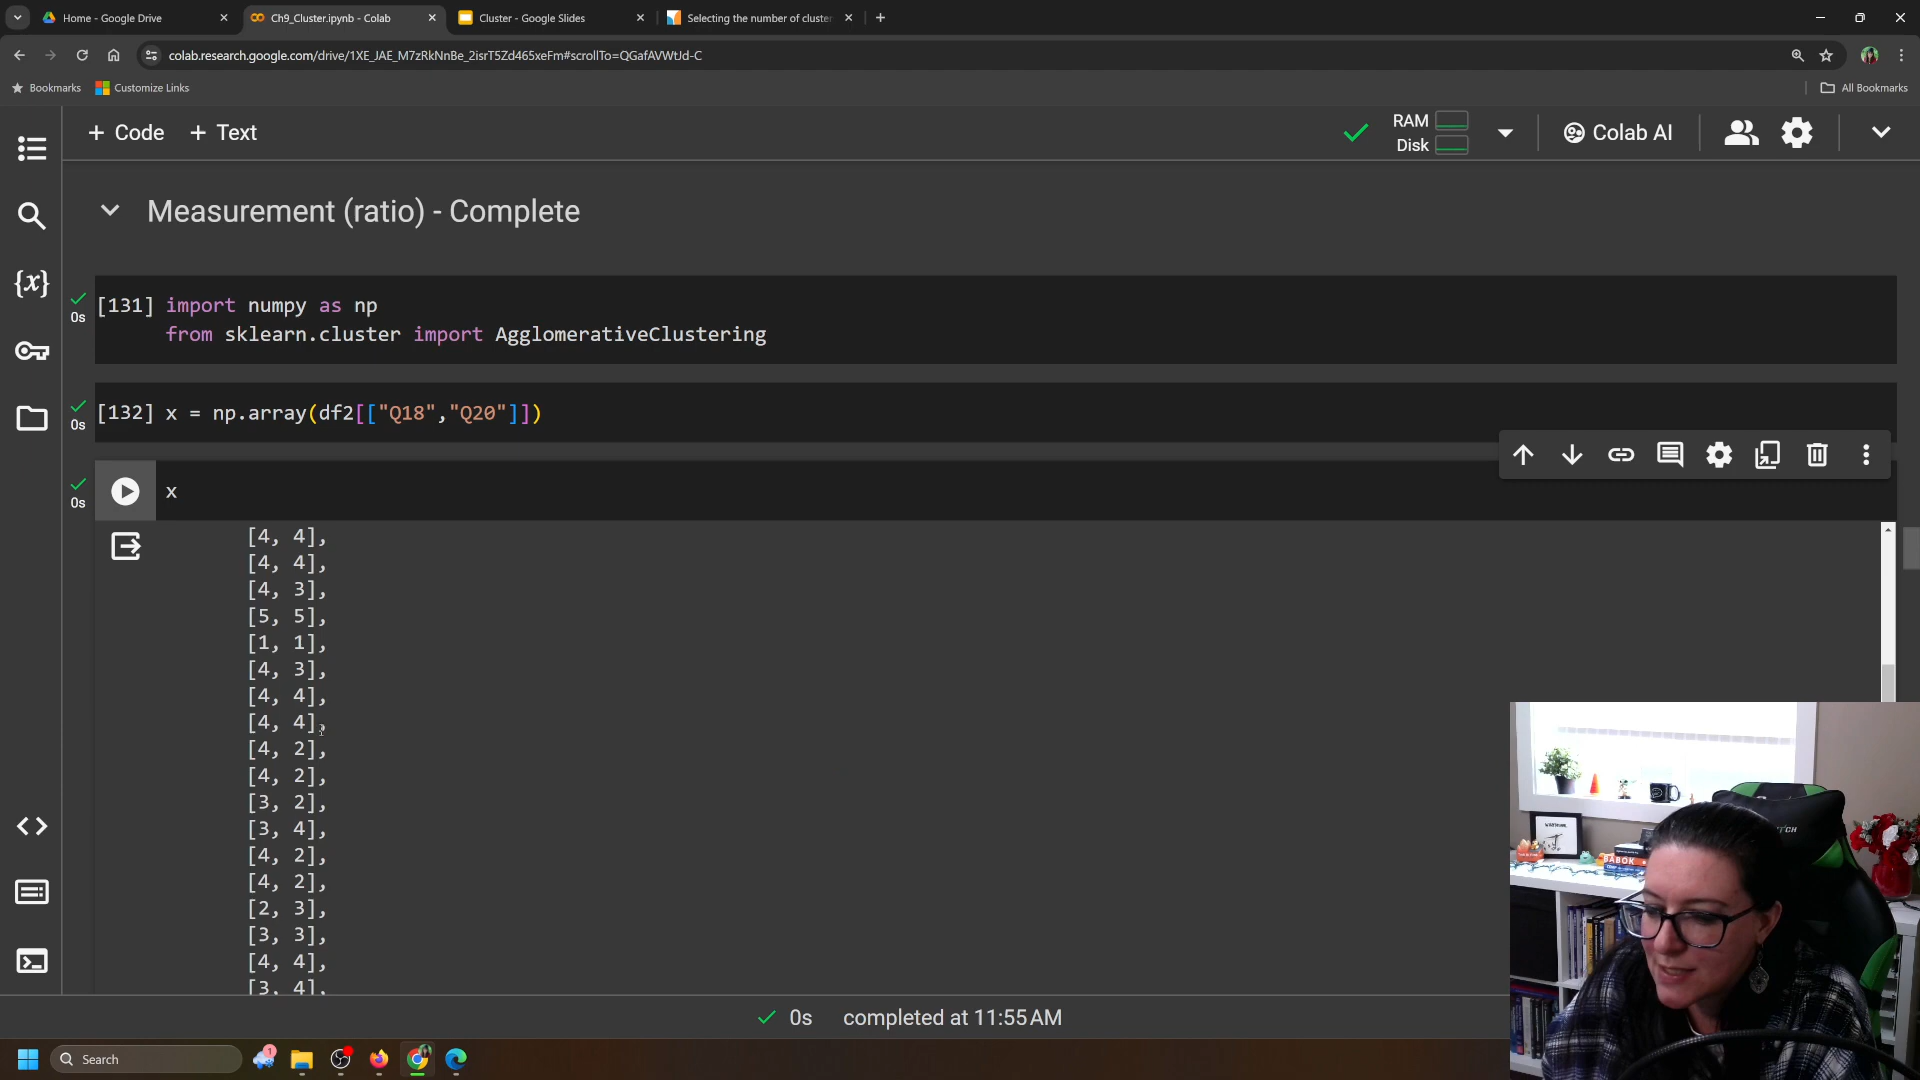 Home - Google Drive
Ch9_Cluster.ipynb - Colab
Cluster - Google Slides
Selecting the number of cluster
colab.research.google.com/drive/1XE_JAE_M7zRkNnBe_2isrT5Zd465xeFm#scrollTo=QGafAVWtJd-C
Bookmarks
Customize Links
All Bookmarks
+ Code
+ Text
RAM
Disk
Colab AI
Measurement (ratio) - Complete
{x}
0s
[131] import numpy as np
from sklearn.cluster import AgglomerativeClustering
0s
[132] x = np.array(df2[["Q18","Q20"]])
0s
x
[4, 4],
[4, 4],
[4, 3],
[5, 5],
[1, 1],
[4, 3],
[4, 4],
[4, 4],
[4, 2],
[4, 2],
[3, 2],
[3, 4],
[4, 2],
[4, 2],
[2, 3],
[3, 3],
[4, 4],
[3, 4],
BABOK
0s completed at 11:55 AM
1
Search